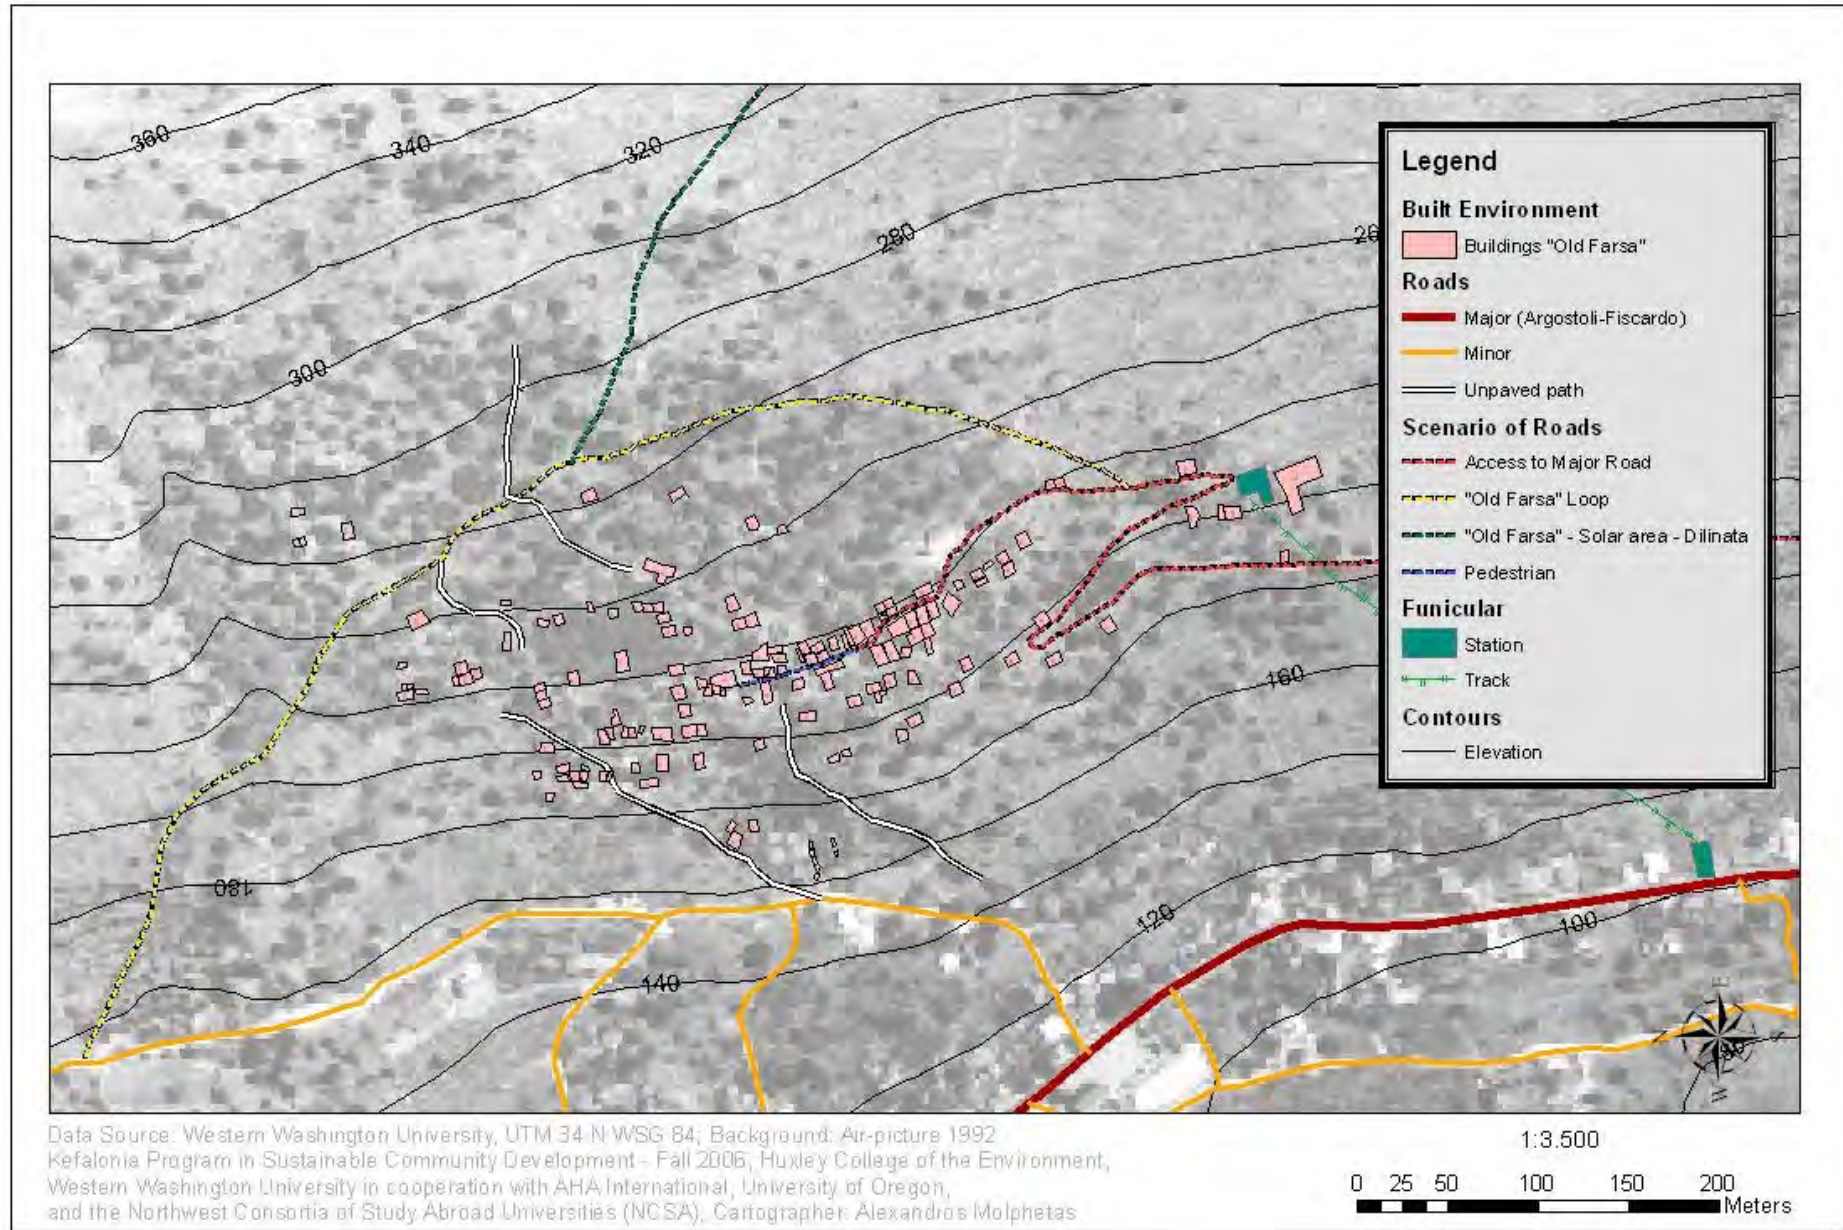 360
340
320
280
26
300
160
180
120
100
140
80
Legend
Built Environment
Buildings "Old Farsa"
Roads
Major (Argostoli-Fiscardo)
Minor
Unpaved path
Scenario of Roads
Access to Major Road
"Old Farsa" Loop
"Old Farsa" - Solar area - Dilinata
Pedestrian
Funicular
Station
Track
Contours
Elevation
Data Source: Western Washington University, UTM 34 N WSG 84; Background: Air-picture 1992
Kefalonia Program in Sustainable Community Development - Fall 2006, Huxley College of the Environment,
Western Washington University in cooperation with AHA International, University of Oregon,
and the Northwest Consortia of Study Abroad Universities (NCSA), Cartographer: Alexandros Molphetas
1:3.500
0 25 50 100 150 200
Meters